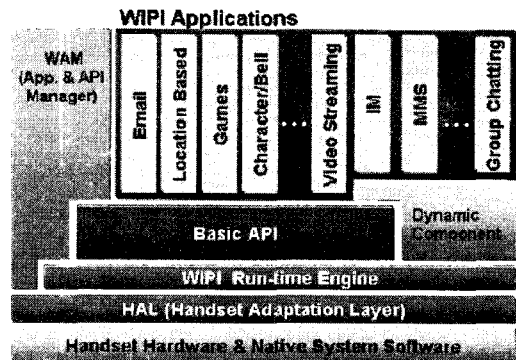 WIPI Applications
WAM
(App. & API
Manager)
Email
Location Based
Games
Character/Bell
...
Video Streaming
IM
MMS
...
Group Chatting
Basic API
Dynamic
Component
WIPI Run-time Engine
HAL (Handset Adaptation Layer)
Handset Hardware & Native System Software